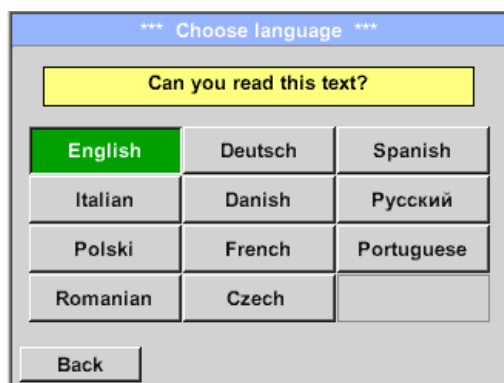 *** Choose language ***
Can you read this text?
English Deutsch Spanish
Italian Danish Русский
Polski French Portuguese
Romanian Czech
Back